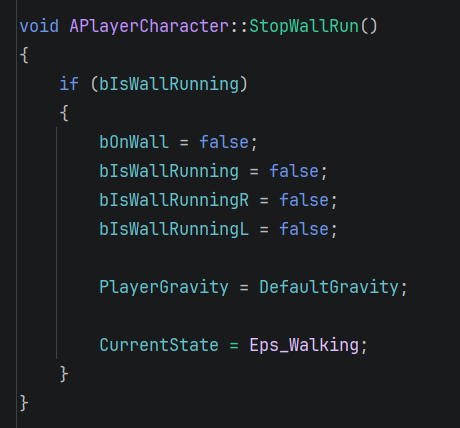 void APlayerCharacter::StopWallRun()
{
    if (bIsWallRunning)
    {
        bOnWall = false;
        bIsWallRunning = false;
        bIsWallRunningR = false;
        bIsWallRunningL = false;

        PlayerGravity = DefaultGravity;

        CurrentState = Eps_Walking;
    }
}